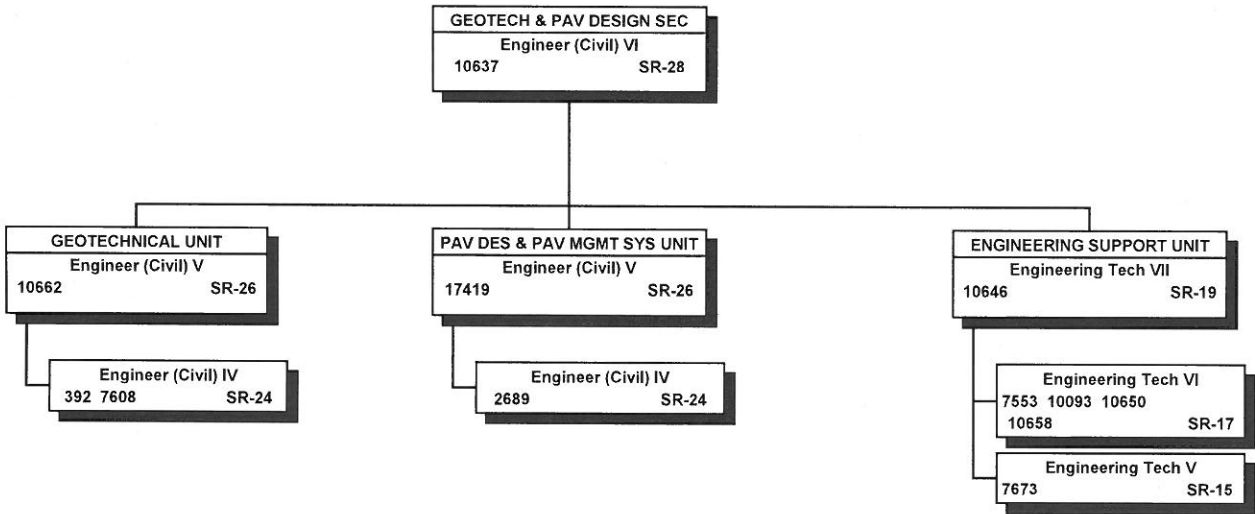 GEOTECH & PAV DESIGN SEC
Engineer (Civil) VI
10637 SR-28
GEOTECHNICAL UNIT
Engineer (Civil) V
10662 SR-26
Engineer (Civil) IV
392 7608 SR-24
PAV DES & PAV MGMT SYS UNIT
Engineer (Civil) V
17419 SR-26
Engineer (Civil) IV
2689 SR-24
ENGINEERING SUPPORT UNIT
Engineering Tech VII
10646 SR-19
Engineering Tech VI
7553 10093 10650
10658 SR-17
Engineering Tech V
7673 SR-15